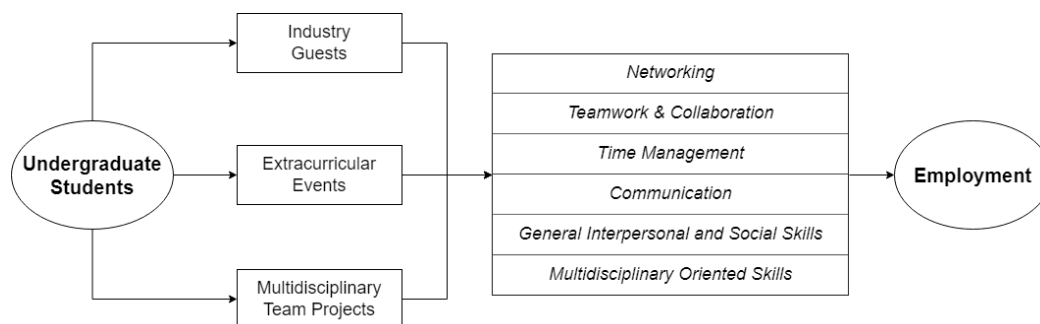 Undergraduate
Students
Industry
Guests
Extracurricular
Events
Multidisciplinary
Team Projects
Networking
Teamwork & Collaboration
Time Management
Communication
General Interpersonal and Social Skills
Multidisciplinary Oriented Skills
Employment